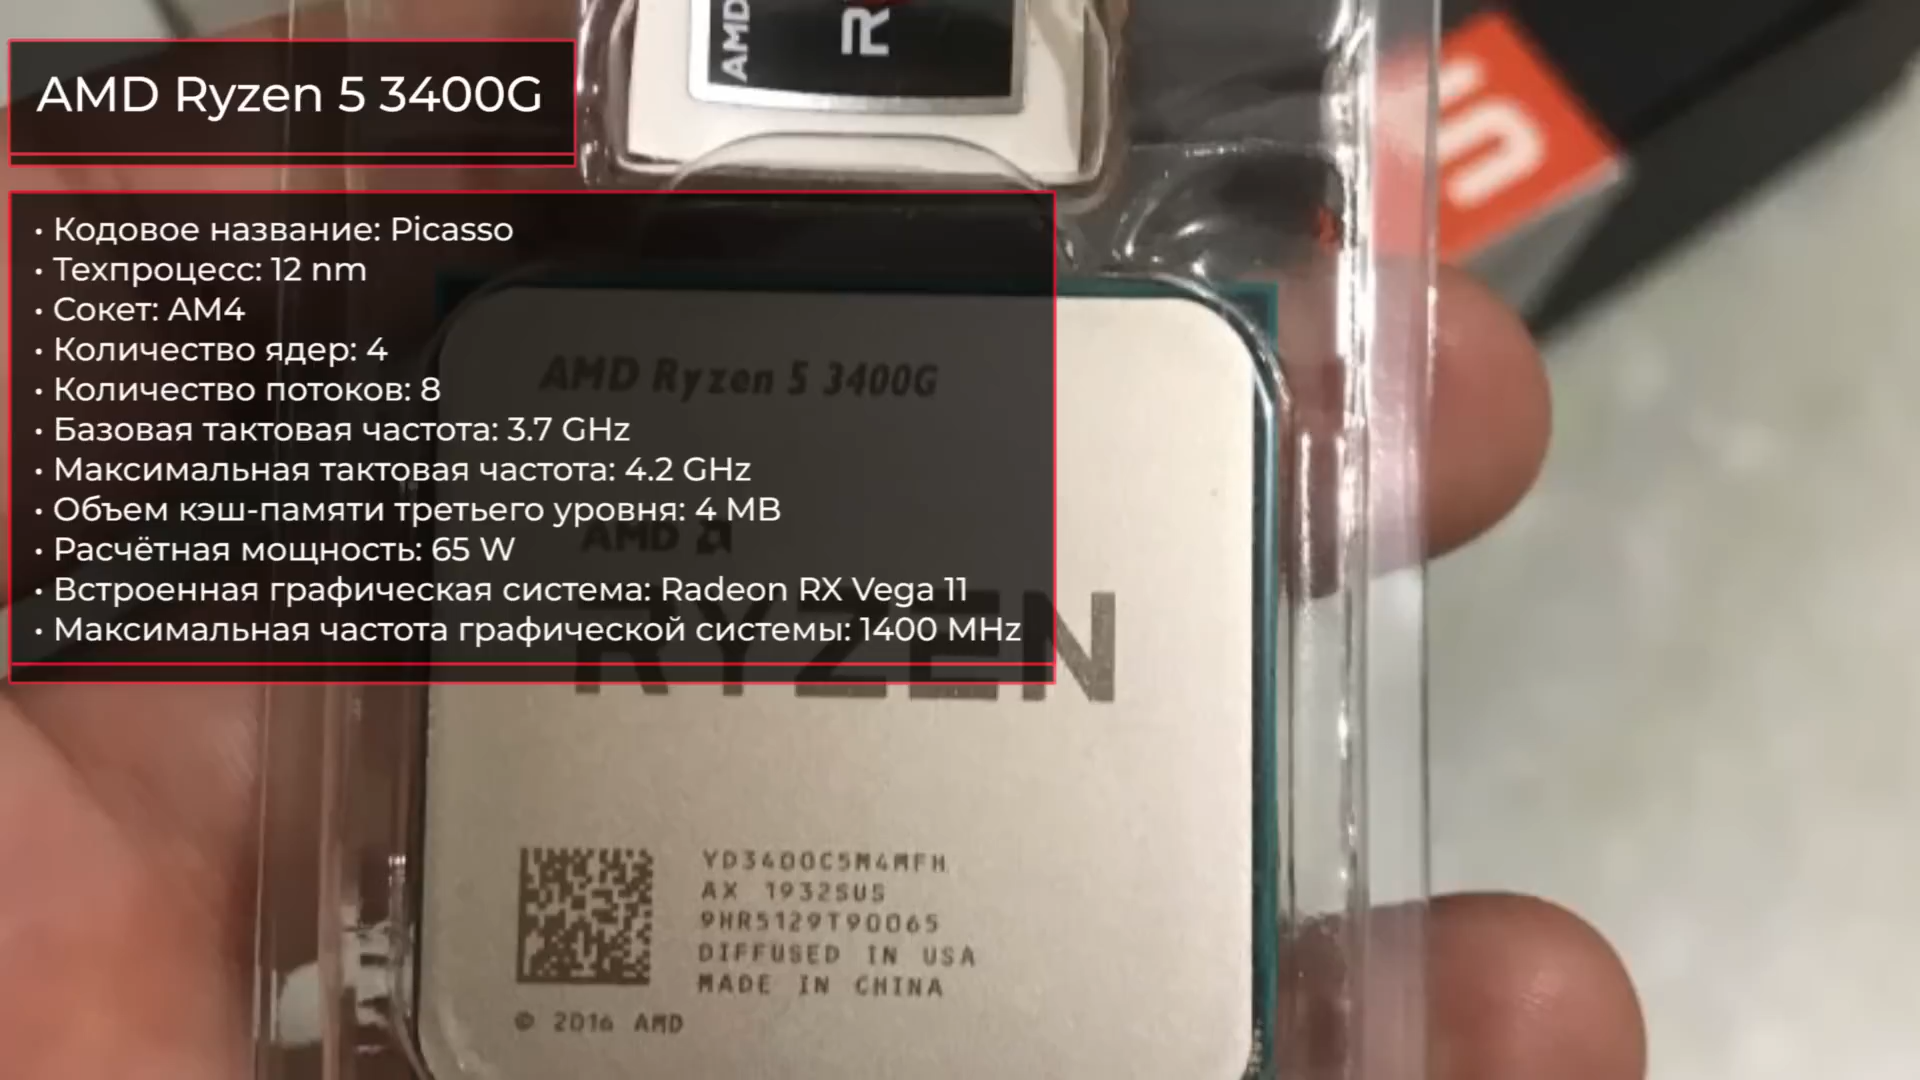 AMD
R
AMD Ryzen 5 3400G
• Кодовое название: Picasso
• Техпроцесс: 12 nm
• Сокет: AM4
• Количество ядер: 4
• Количество потоков: 8
• Базовая тактовая частота: 3.7 GHz
• Максимальная тактовая частота: 4.2 GHz
• Объем кэш-памяти третьего уровня: 4 MB
• Расчётная мощность: 65 W
• Встроенная графическая система: Radeon RX Vega 11
• Максимальная частота графической системы: 1400 MHz
AMD Ryzen 5 3400G
AMD
RYZEN
YD3400C5M4MFH
AX 1932SUS
9HR5129T90065
DIFFUSED IN USA
MADE IN CHINA
© 2016 AMD